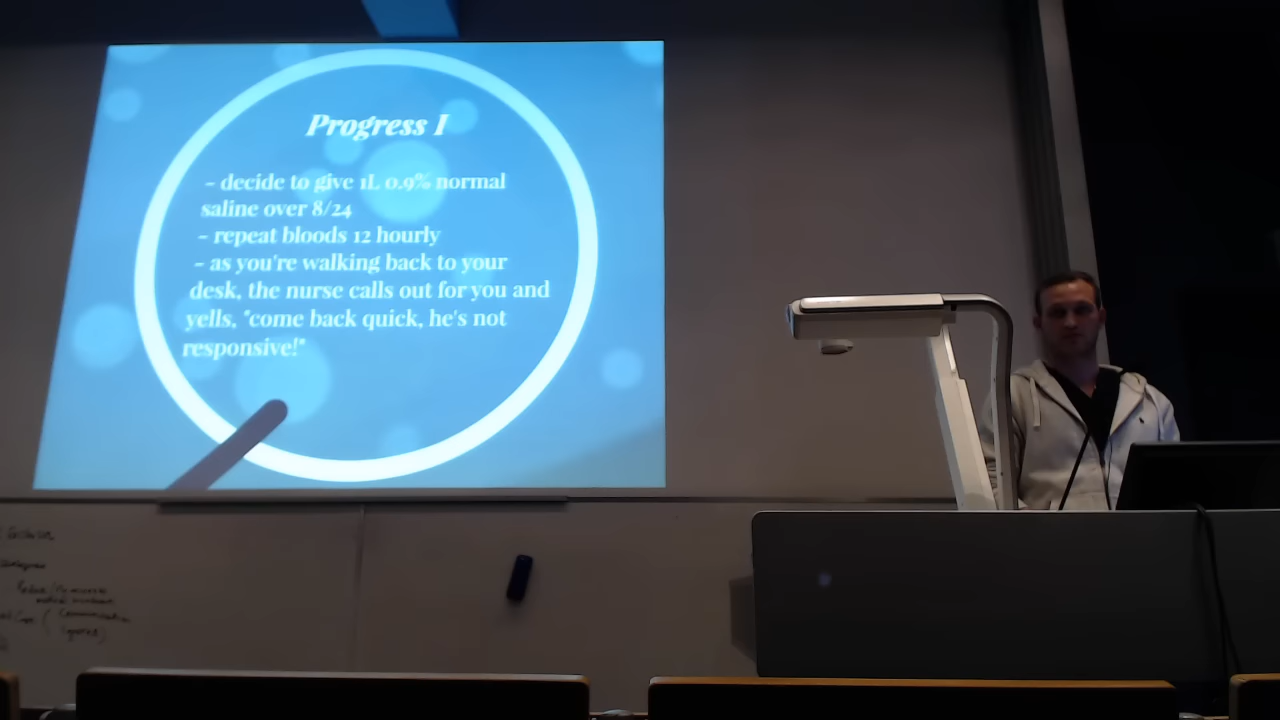 Progress I
- decide to give 1L 0.9% normal
saline over 8/24
- repeat bloods 12 hourly
- as you're walking back to your
desk, the nurse calls out for you and
yells, "come back quick, he's not
responsive!"